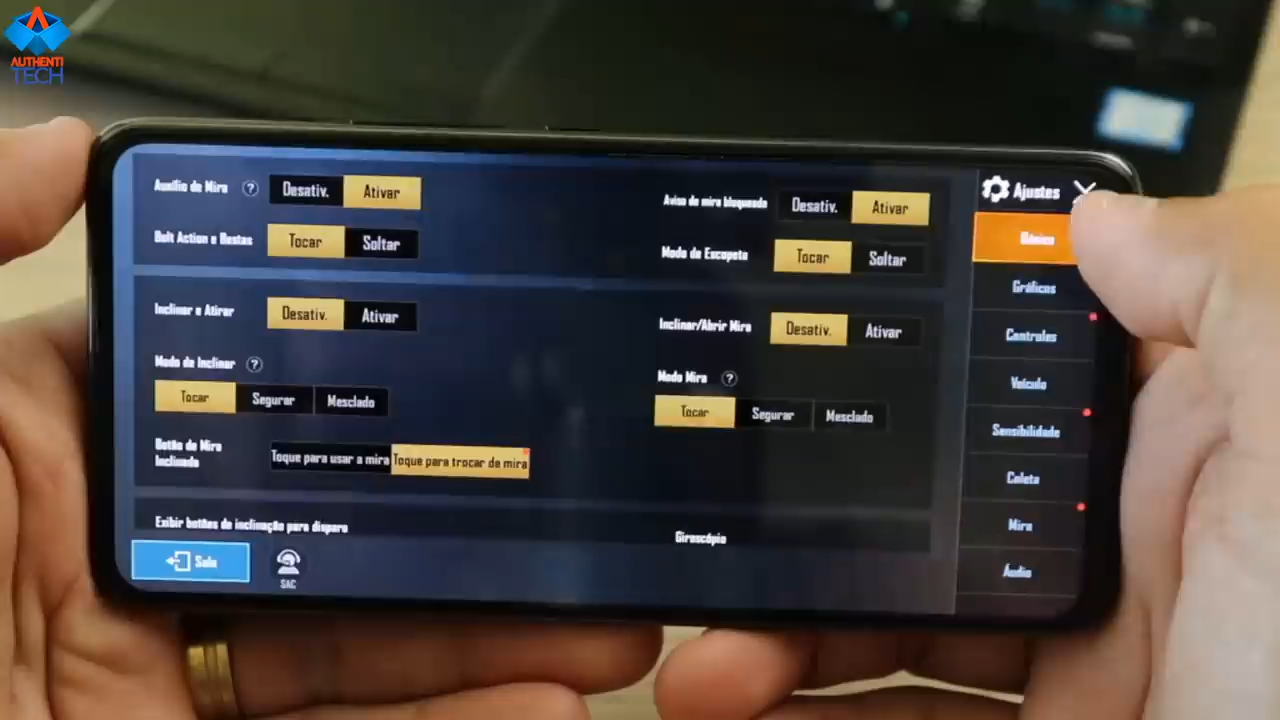 AUTHENTI
TECH
Auxílio de Mira ? Desativ. Ativar
Aviso de mira bloqueada Desativ. Ativar
Bolt Action e Bestas Tocar Soltar
Modo de Escopeta Tocar Soltar
Inclinar e Atirar Desativ. Ativar
Inclinar/Abrir Mira Desativ. Ativar
Modo de Inclinar ?
Tocar Segurar Mesclado
Modo Mira ?
Tocar Segurar Mesclado
Botão de Mira
Inclinado
Toque para usar a mira Toque para trocar de mira
Exibir botões de inclinação para disparo
Giroscópio
Sala
SAC
Ajustes
Básico
Gráficos
Controles
Veículo
Sensibilidade
Coleta
Mira
Áudio